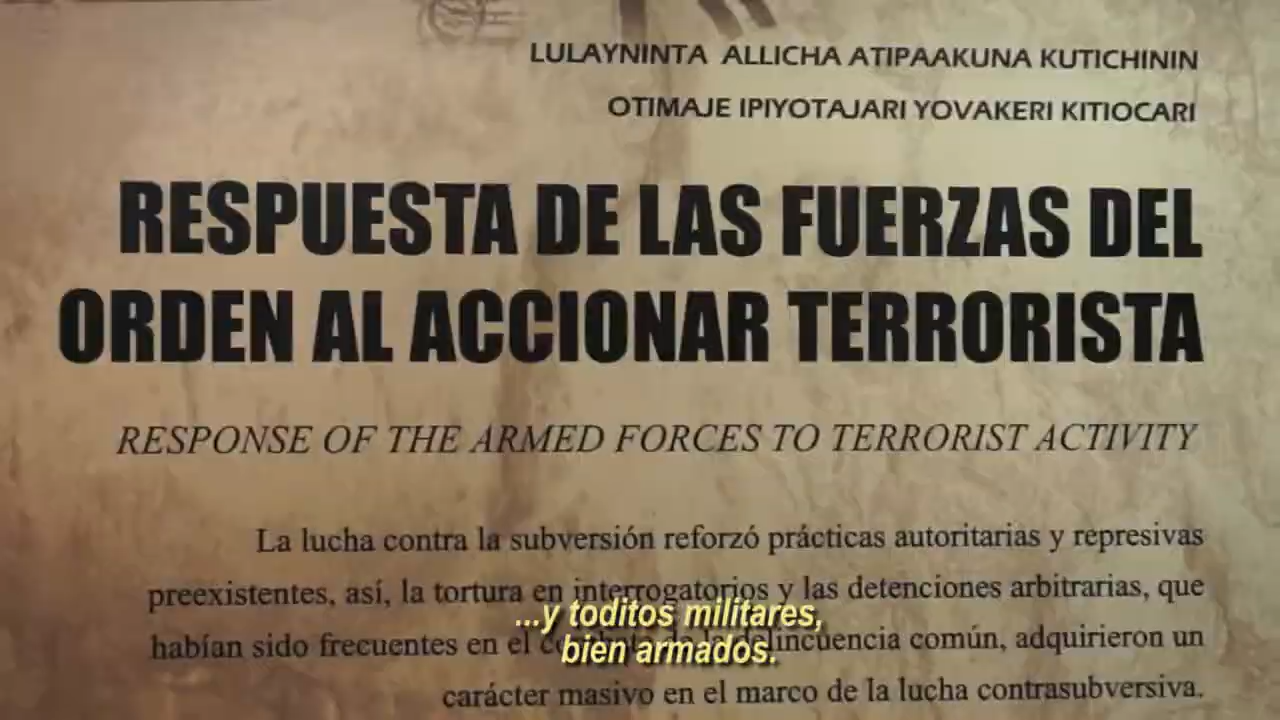 LULAYNINTA ALLICHA ATIPAAKUNA KUTICHININ
OTIMAJE IPIYOTAJARI YOVAKERI KITIOCARI
RESPUESTA DE LAS FUERZAS DEL
ORDEN AL ACCIONAR TERRORISTA
RESPONSE OF THE ARMED FORCES TO TERRORIST ACTIVITY
La lucha contra la subversión reforzó prácticas autoritarias y represivas
preexistentes, así, la tortura en interrogatorios y las detenciones arbitrarias, que
habían sido frecuentes en el la delincuencia común, adquirieron un
carácter masivo en el marco de la lucha contrasubversiva.
...y toditos militares,
bien armados.